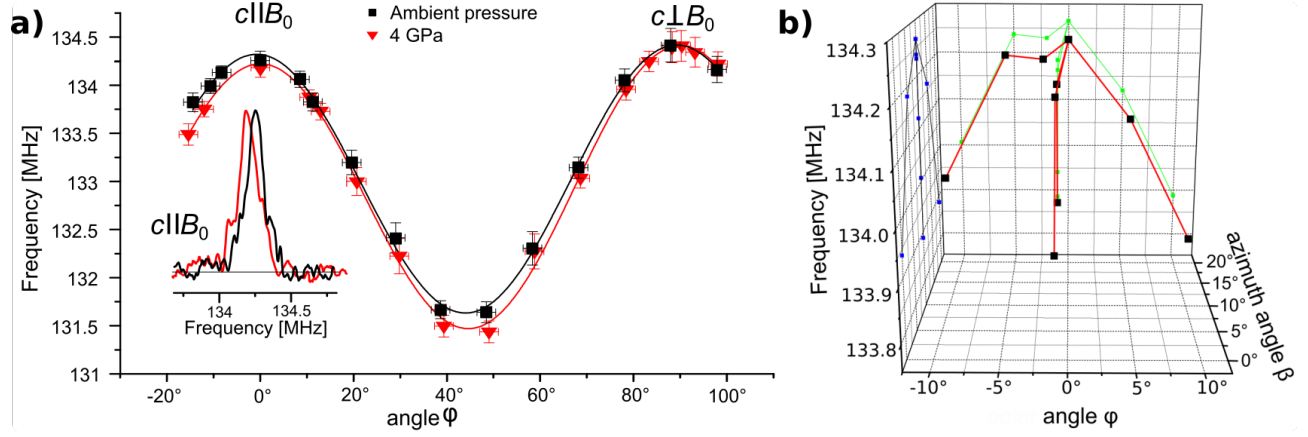 a)
c||B0
c⊥B0
Ambient pressure
4 GPa
Frequency [MHz]
134.5
134
133.5
133
132.5
132
131.5
131
-20°
0°
20°
40°
60°
80°
100°
angle φ
c||B0
134
134.5
Frequency [MHz]
b)
Frequency [MHz]
134.3
134.2
134.1
134.0
133.9
133.8
-10°
-5°
0°
5°
10°
angle φ
20°
15°
10°
5°
0°
azimuth angle β